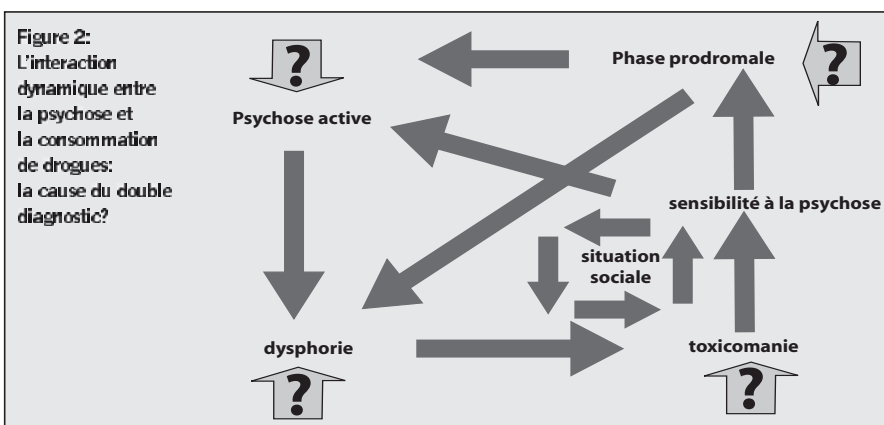 Figure 2:
L'interaction
dynamique entre
la psychose et
la consommation
de drogues:
la cause du double
diagnostic?
?
Phase prodromale
?
Psychose active
sensibilité à la psychose
situation
sociale
dysphorie
toxicomanie
?
?